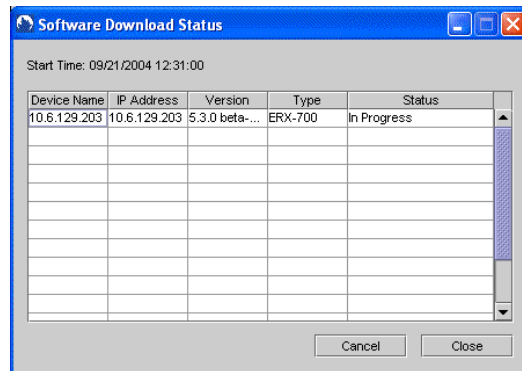 Software Download Status
Start Time: 09/21/2004 12:31:00
Device Name IP Address Version Type Status
10.6.129.203 10.6.129.203 5.3.0 beta-... ERX-700 In Progress
Cancel Close